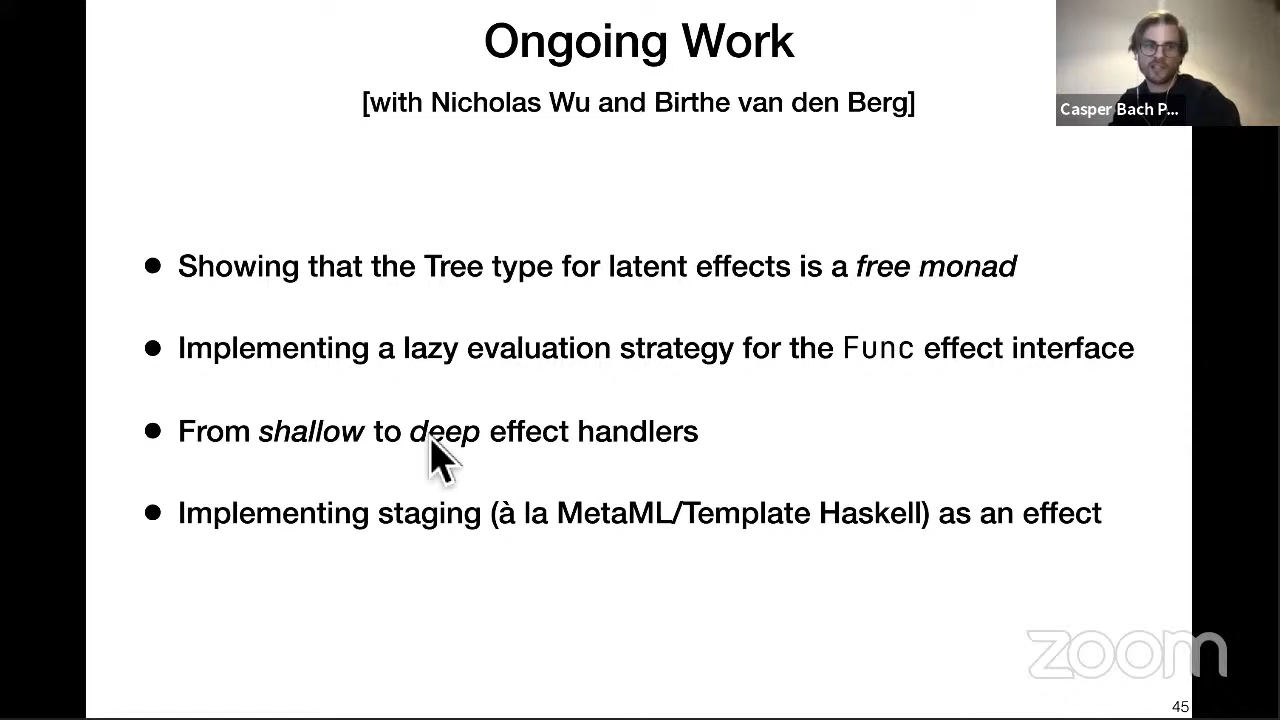 Ongoing Work
[with Nicholas Wu and Birthe van den Berg]
Casper Bach P...
● Showing that the Tree type for latent effects is a free monad
● Implementing a lazy evaluation strategy for the Func effect interface
● From shallow to deep effect handlers
● Implementing staging (à la MetaML/Template Haskell) as an effect
zoom
45